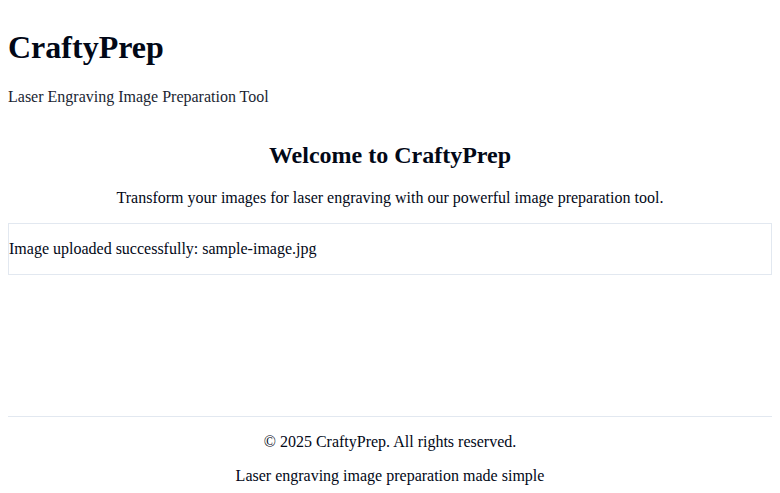 CraftyPrep
Laser Engraving Image Preparation Tool
Welcome to CraftyPrep
Transform your images for laser engraving with our powerful image preparation tool.
Image uploaded successfully: sample-image.jpg
© 2025 CraftyPrep. All rights reserved.
Laser engraving image preparation made simple